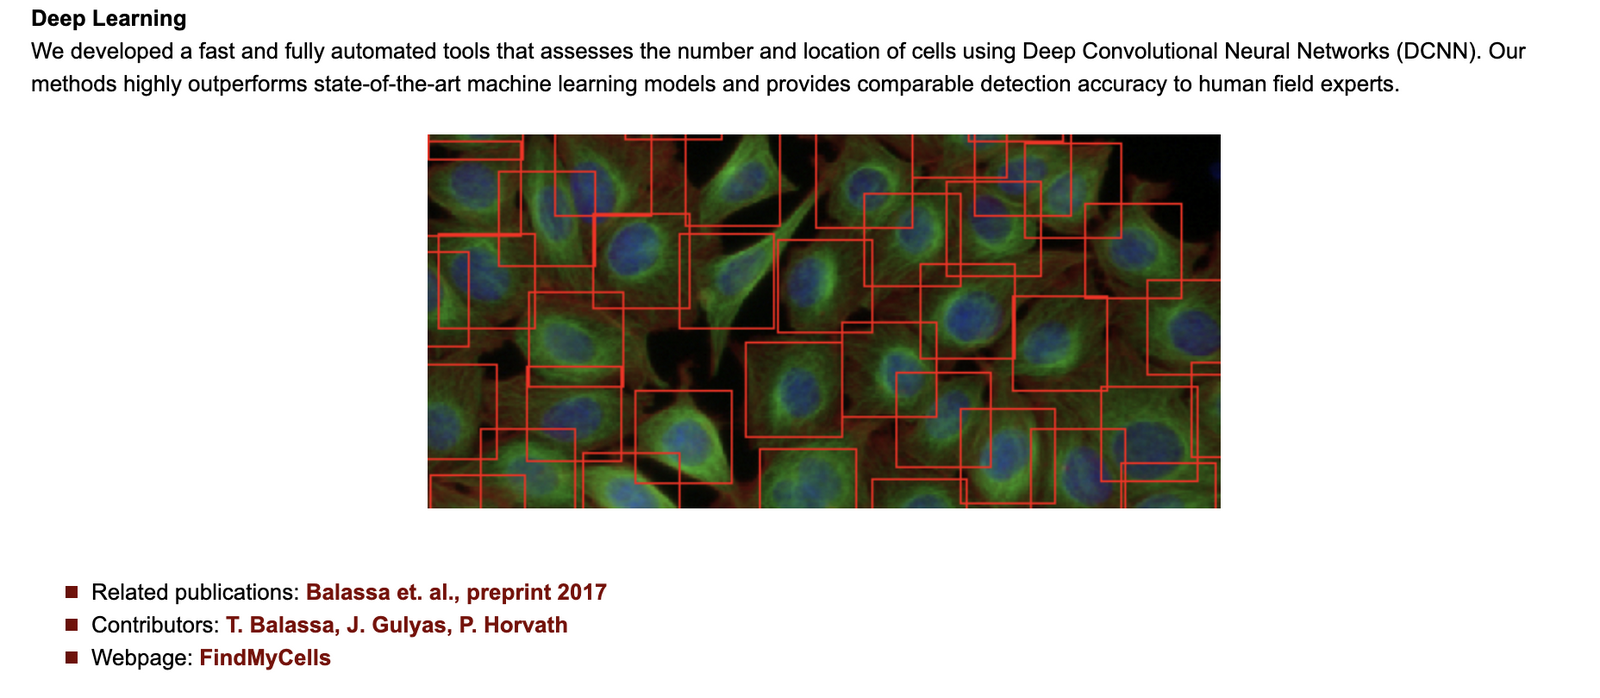 Deep Learning
We developed a fast and fully automated tools that assesses the number and location of cells using Deep Convolutional Neural Networks (DCNN). Our
methods highly outperforms state-of-the-art machine learning models and provides comparable detection accuracy to human field experts.
Related publications: Balassa et. al., preprint 2017
Contributors: T. Balassa, J. Gulyas, P. Horvath
Webpage: FindMyCells